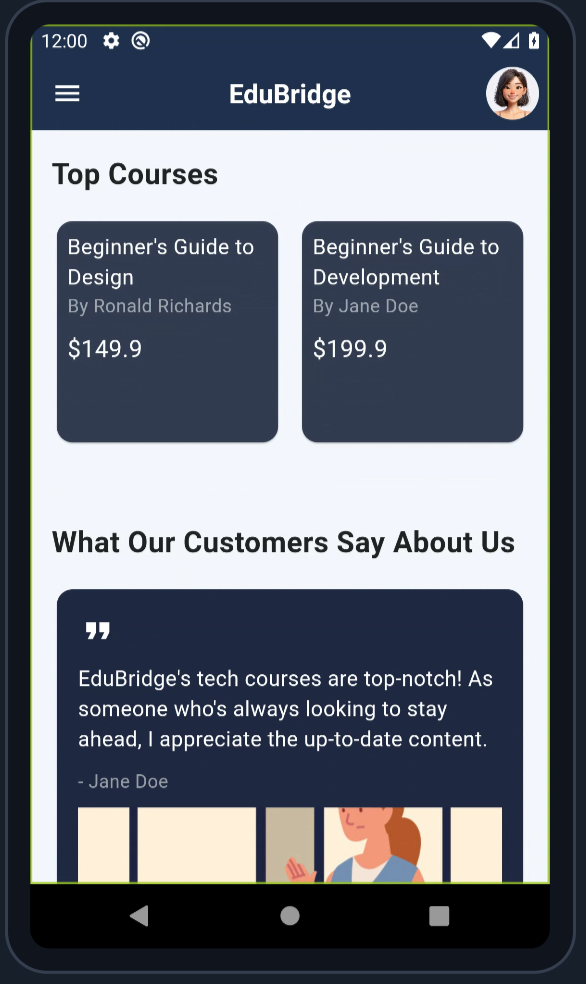 12:00
EduBridge
Top Courses
Beginner's Guide to
Design
By Ronald Richards
$149.9
Beginner's Guide to
Development
By Jane Doe
$199.9
What Our Customers Say About Us
"
EduBridge's tech courses are top-notch! As
someone who's always looking to stay
ahead, I appreciate the up-to-date content.
- Jane Doe